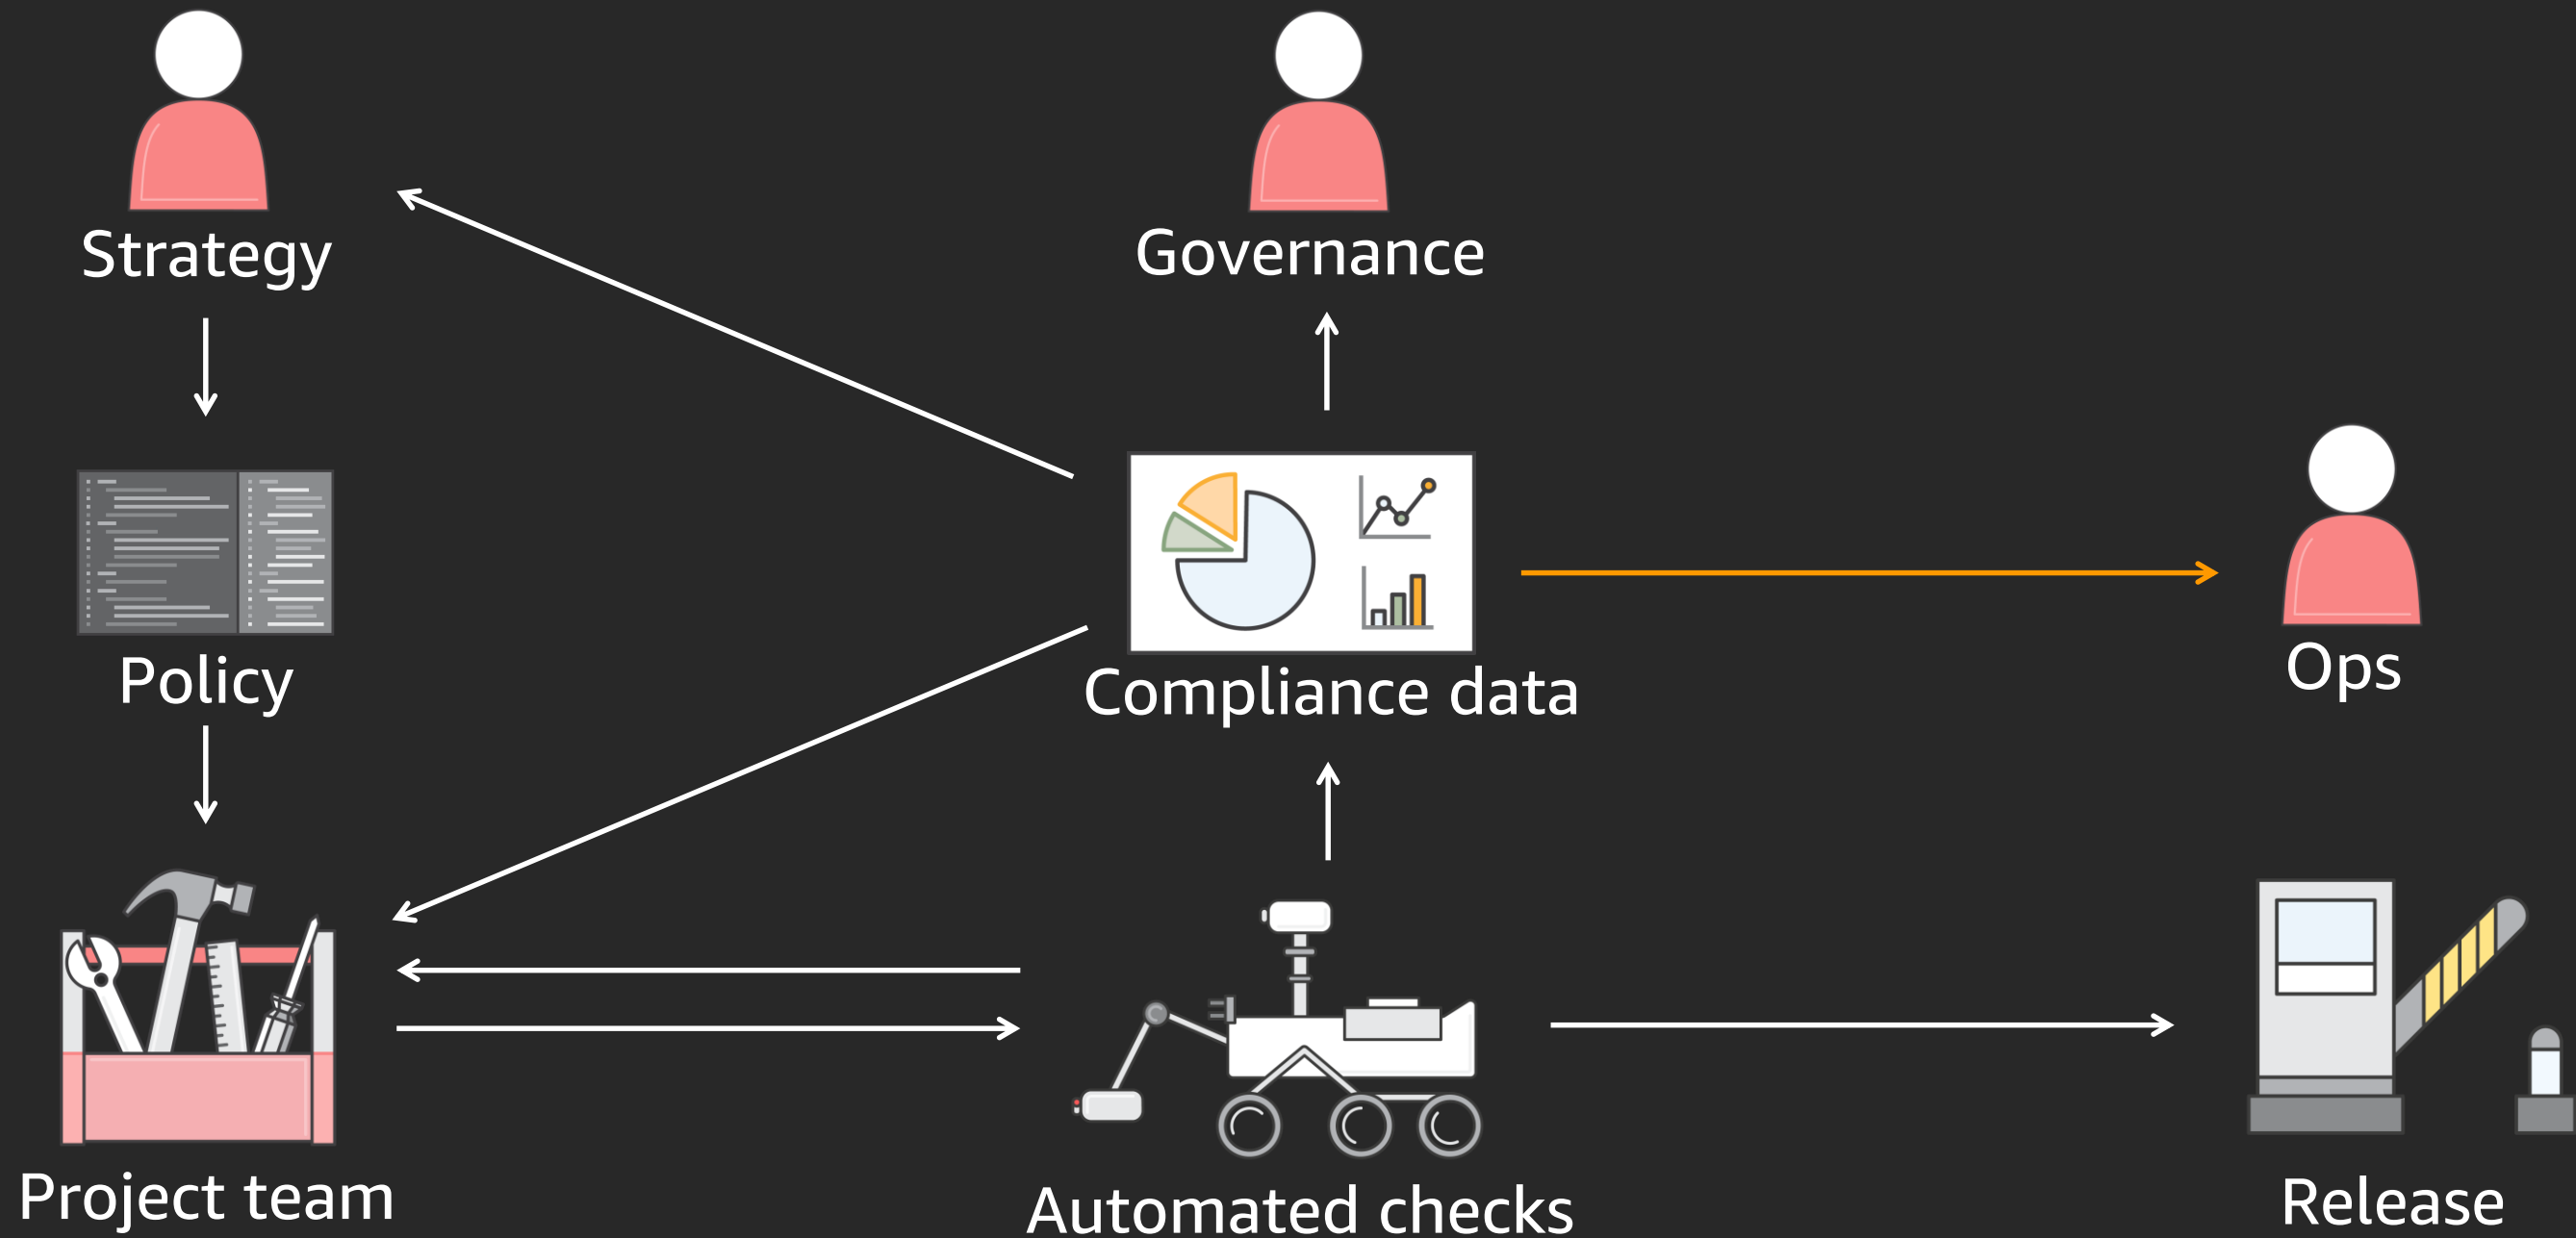 Strategy
Governance
Policy
Compliance data
Ops
Project team
Automated checks
Release